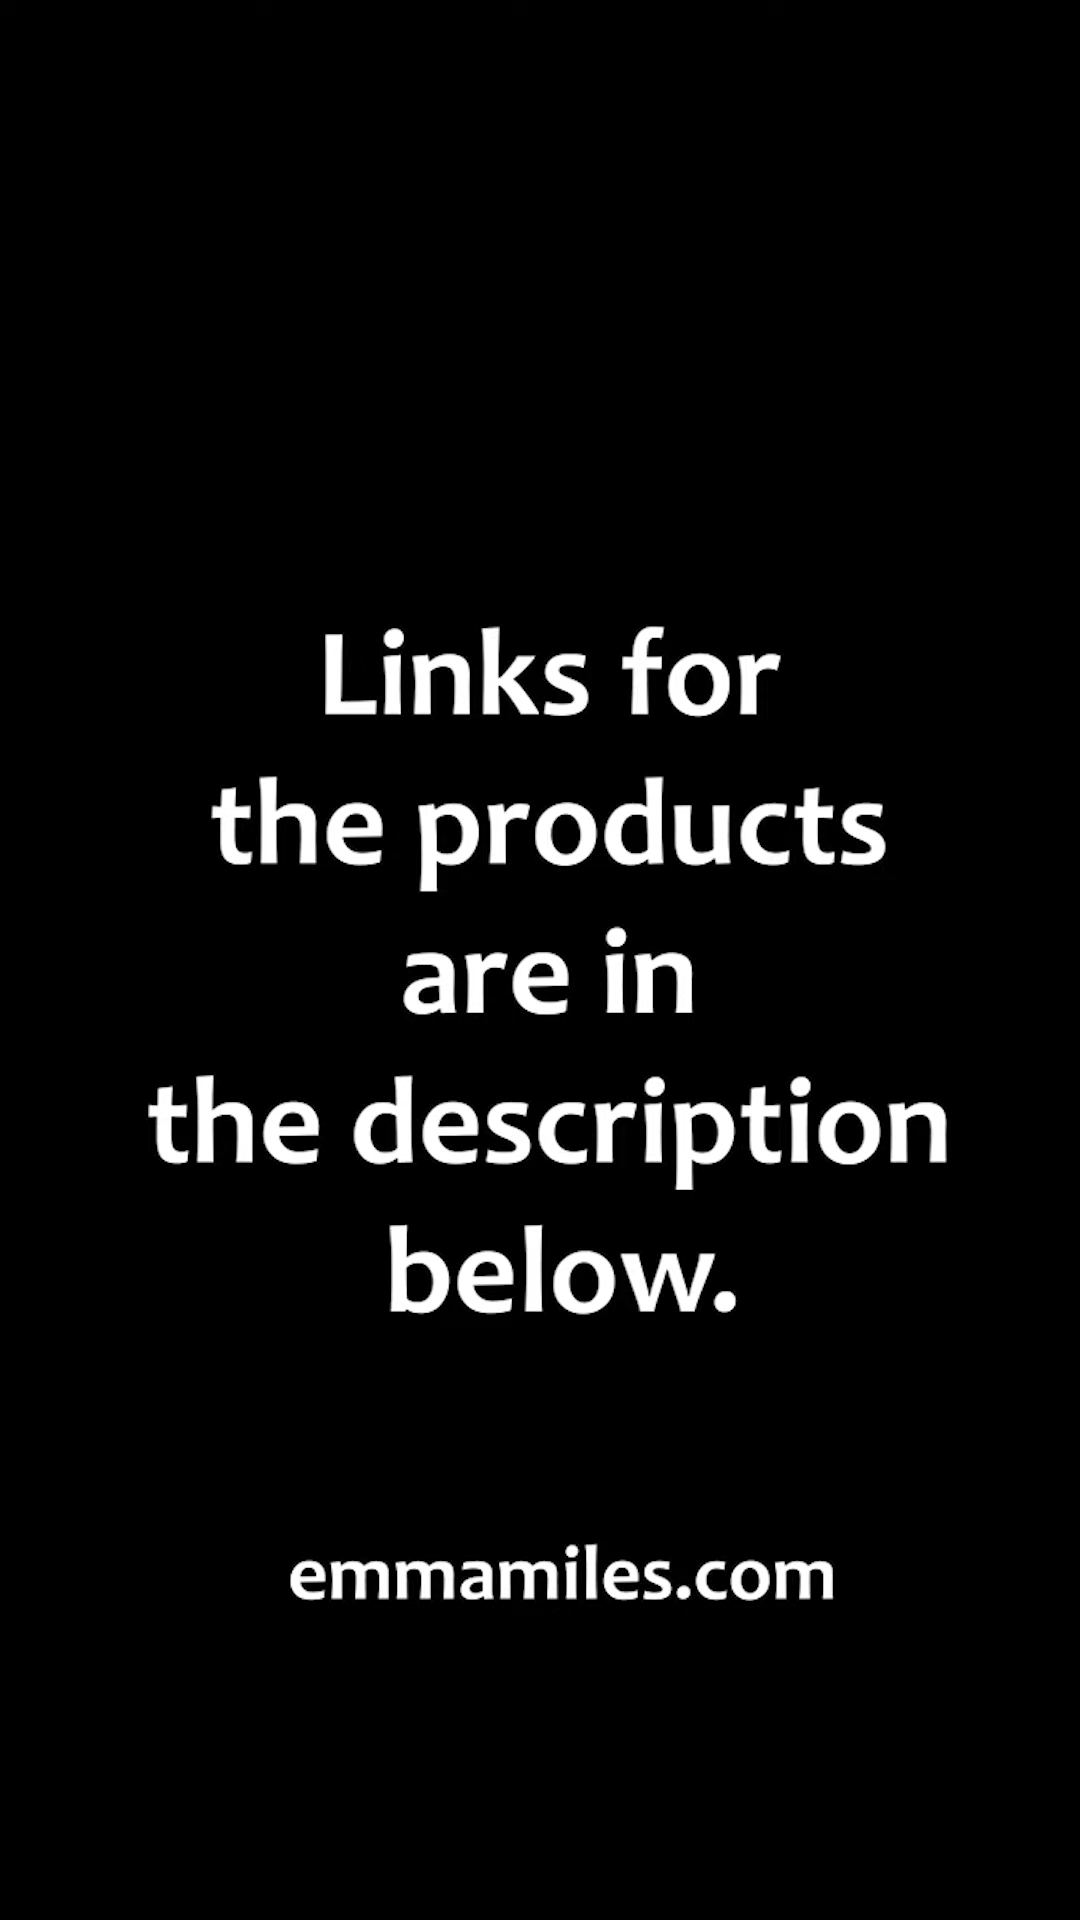 Links for
the products
are in
the description
below.
emmamiles.com